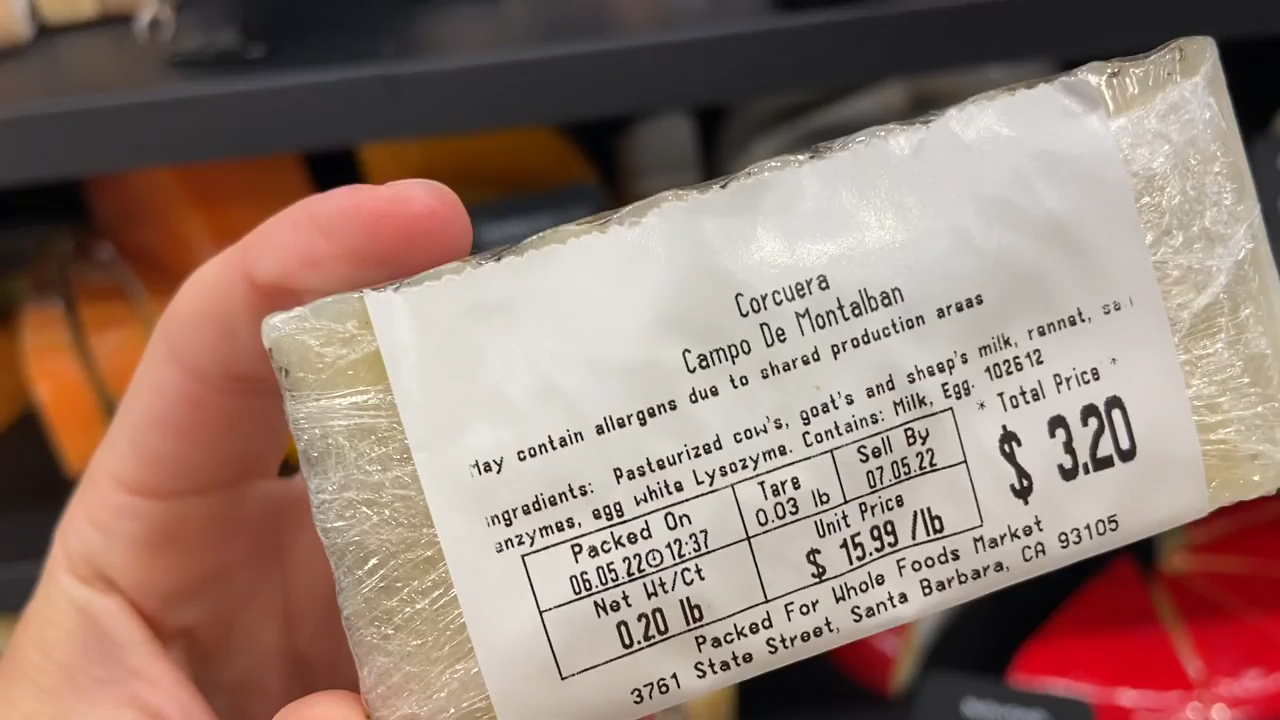 Corcuera
Campo De Montalban
May contain allergens due to shared production areas
ingredients: Pasteurized cow's, goat's and sheep's milk, rennet,
enzymes, egg white Lysozyme. Contains: Milk, Egg. 102612
Packed On
06.05.22 12:37
Tare
0.03 lb
Sell By
07.05.22
Net Wt/Ct
0.20 lb
Unit Price
$ 15.99 /lb
* Total Price *
$ 3.20
Packed For Whole Foods Market
3761 State Street, Santa Barbara, CA 93105